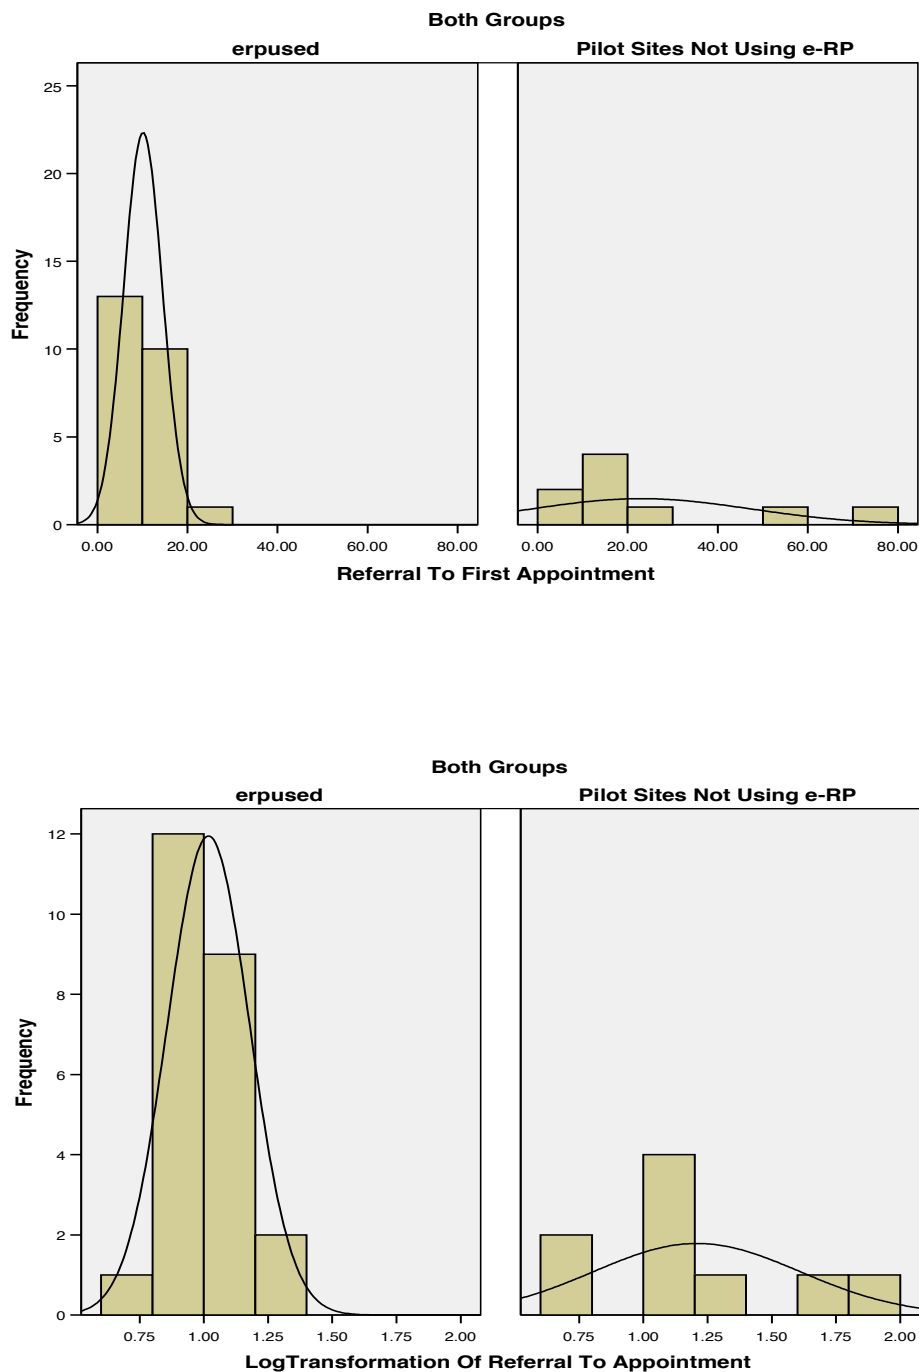 Both Groups
erpused Pilot Sites Not Using e-RP
25
20
15
10
5
0
Frequency
0.00 20.00 40.00 60.00 80.00 0.00 20.00 40.00 60.00 80.00
Referral To First Appointment
Both Groups
erpused Pilot Sites Not Using e-RP
12
10
8
6
4
2
0
Frequency
0.75 1.00 1.25 1.50 1.75 2.00 0.75 1.00 1.25 1.50 1.75 2.00
LogTransformation Of Referral To Appointment